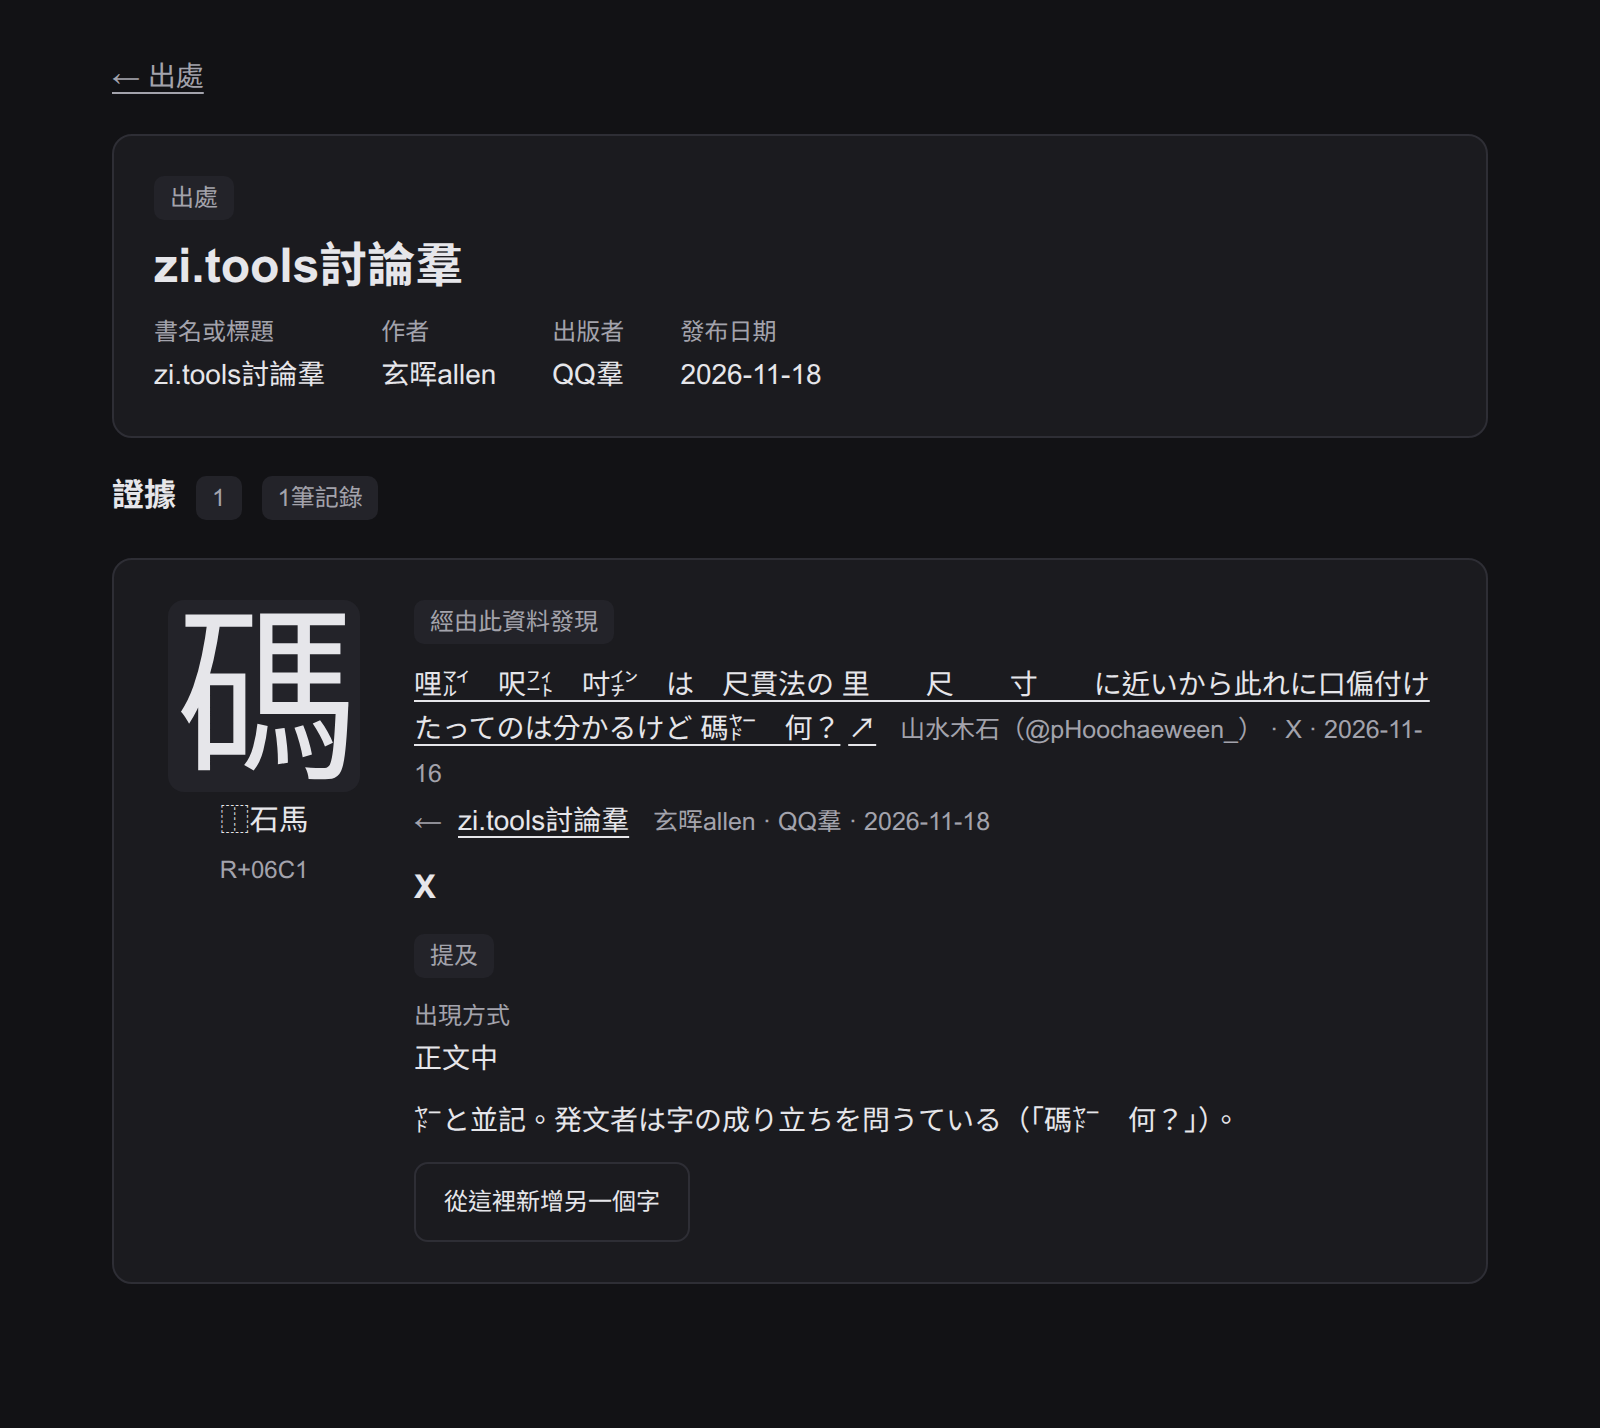 ← 出處
出處
zi.tools討論羣
書名或標題 作者 出版者 發布日期
zi.tools討論羣 玄晖allen QQ羣 2026-11-18
證據 1 1筆記錄
碼
⿰石馬
R+06C1
經由此資料發現
哩㍄ 呎㌳ 吋㌅ は 尺貫法の 里 尺 寸 に近いから此れに口偏付け
たってのは分かるけど 碼㍎ 何？ ↗ 山水木石（@pHoochaeween_） · X · 2026-11-
16
← zi.tools討論羣 玄晖allen · QQ羣 · 2026-11-18
X
提及
出現方式
正文中
㍎と並記。発文者は字の成り立ちを問うている（「碼㍎ 何？」）。
從這裡新增另一個字